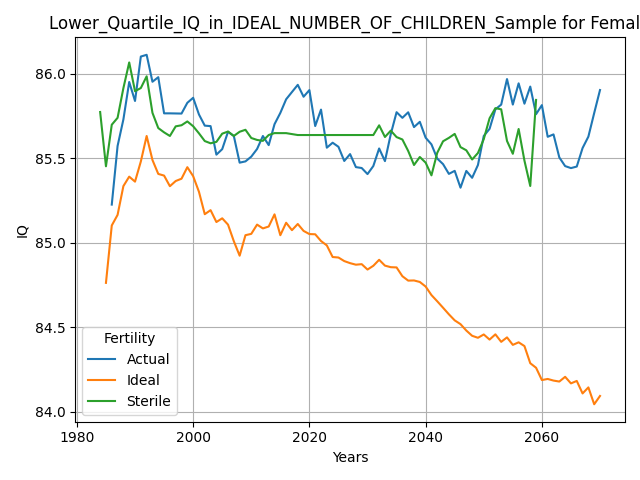 Lower_Quartile_IQ_in_IDEAL_NUMBER_OF_CHILDREN_Sample for Femal
86.0
85.5
85.0
84.5
84.0
IQ
Fertility
Actual
Ideal
Sterile
1980
2000
2020
2040
2060
Years